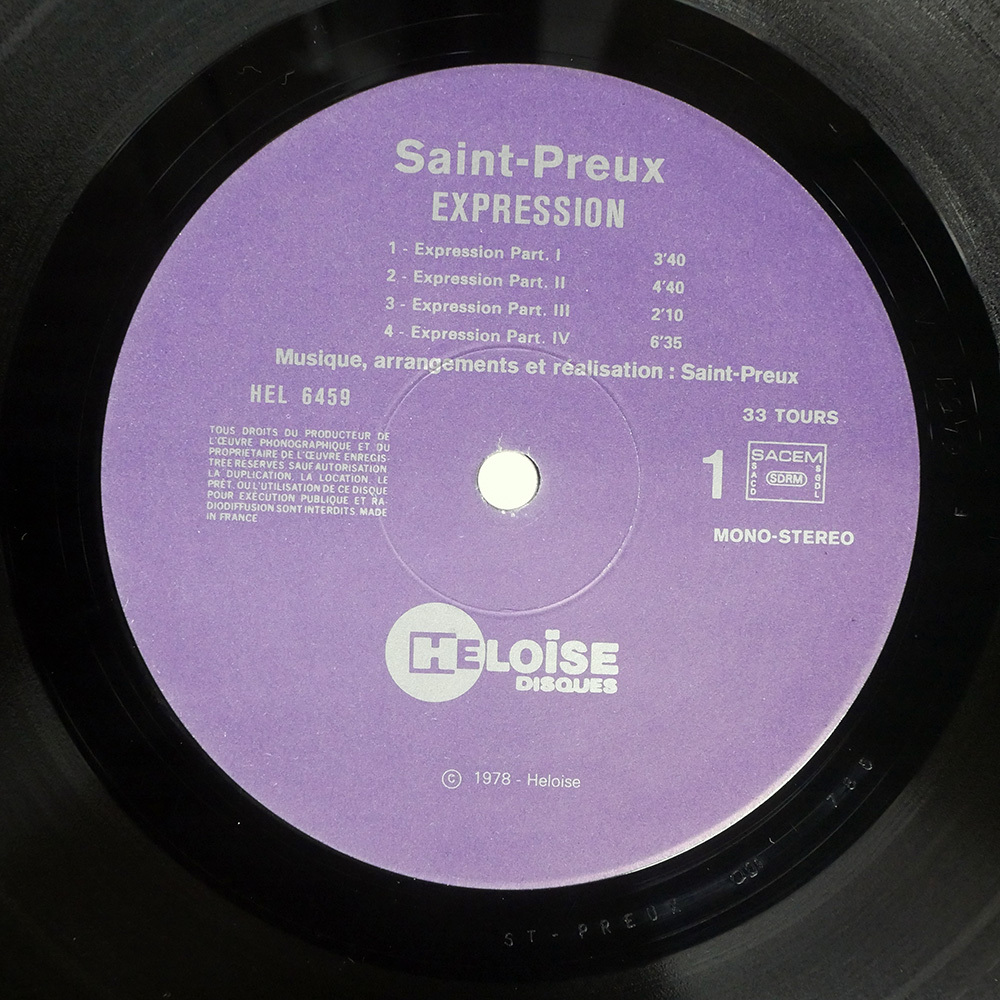 Saint-Preux
EXPRESSION
1 - Expression Part. I 3'40
2 - Expression Part. II 4'40
3 - Expression Part. III 2'10
4 - Expression Part. IV 6'35
Musique, arrangements et réalisation : Saint-Preux
HEL 6459
33 TOURS
TOUS DROITS DU PRODUCTEUR DE
L'ŒUVRE PHONOGRAPHIQUE ET DU
PROPRIETAIRE DE L'ŒUVRE ENREGIS-
TREE RESERVES SAUF AUTORISATION
LA DUPLICATION, LA LOCATION, LE
PRÊT, OU L'UTILISATION DE CE DISQUE
POUR EXÉCUTION PUBLIQUE ET RA-
DIODIFFUSION SONT INTERDITS MADE
IN FRANCE
1
SACEM
SACD
SDRM
SGDL
MONO-STEREO
HELOÏSE
DISQUES
© 1978 - Heloise
ST-PREUX